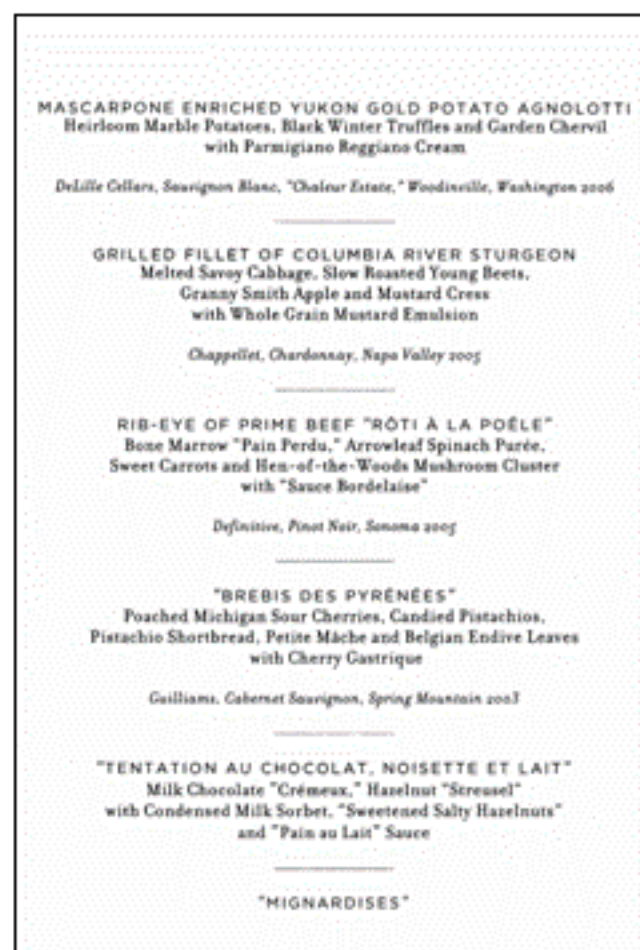 MASCARPONE ENRICHED YUKON GOLD POTATO AGNOLOTTI
Heirloom Marble Potatoes, Black Winter Truffles and Garden Chervil
with Parmigiano Reggiano Cream
DeLille Cellars, Sauvignon Blanc, "Chaleur Estate," Woodinville, Washington 2006
GRILLED FILLET OF COLUMBIA RIVER STURGEON
Melted Savoy Cabbage, Slow Roasted Young Beets,
Granny Smith Apple and Mustard Cress
with Whole Grain Mustard Emulsion
Chappellet, Chardonnay, Napa Valley 2005
RIB-EYE OF PRIME BEEF "RÔTI À LA POÊLE"
Bone Marrow "Pain Perdu," Arrowleaf Spinach Purée,
Sweet Carrots and Hen-of-the-Woods Mushroom Cluster
with "Sauce Bordelaise"
Definitive, Pinot Noir, Sonoma 2005
"BREBIS DES PYRÉNÉES"
Poached Michigan Sour Cherries, Candied Pistachios,
Pistachio Shortbread, Petite Mâche and Belgian Endive Leaves
with Cherry Gastrique
Guilliams, Cabernet Sauvignon, Spring Mountain 2003
"TENTATION AU CHOCOLAT, NOISETTE ET LAIT"
Milk Chocolate "Crémeux," Hazelnut "Streusel"
with Condensed Milk Sorbet, "Sweetened Salty Hazelnuts"
and "Pain au Lait" Sauce
"MIGNARDISES"